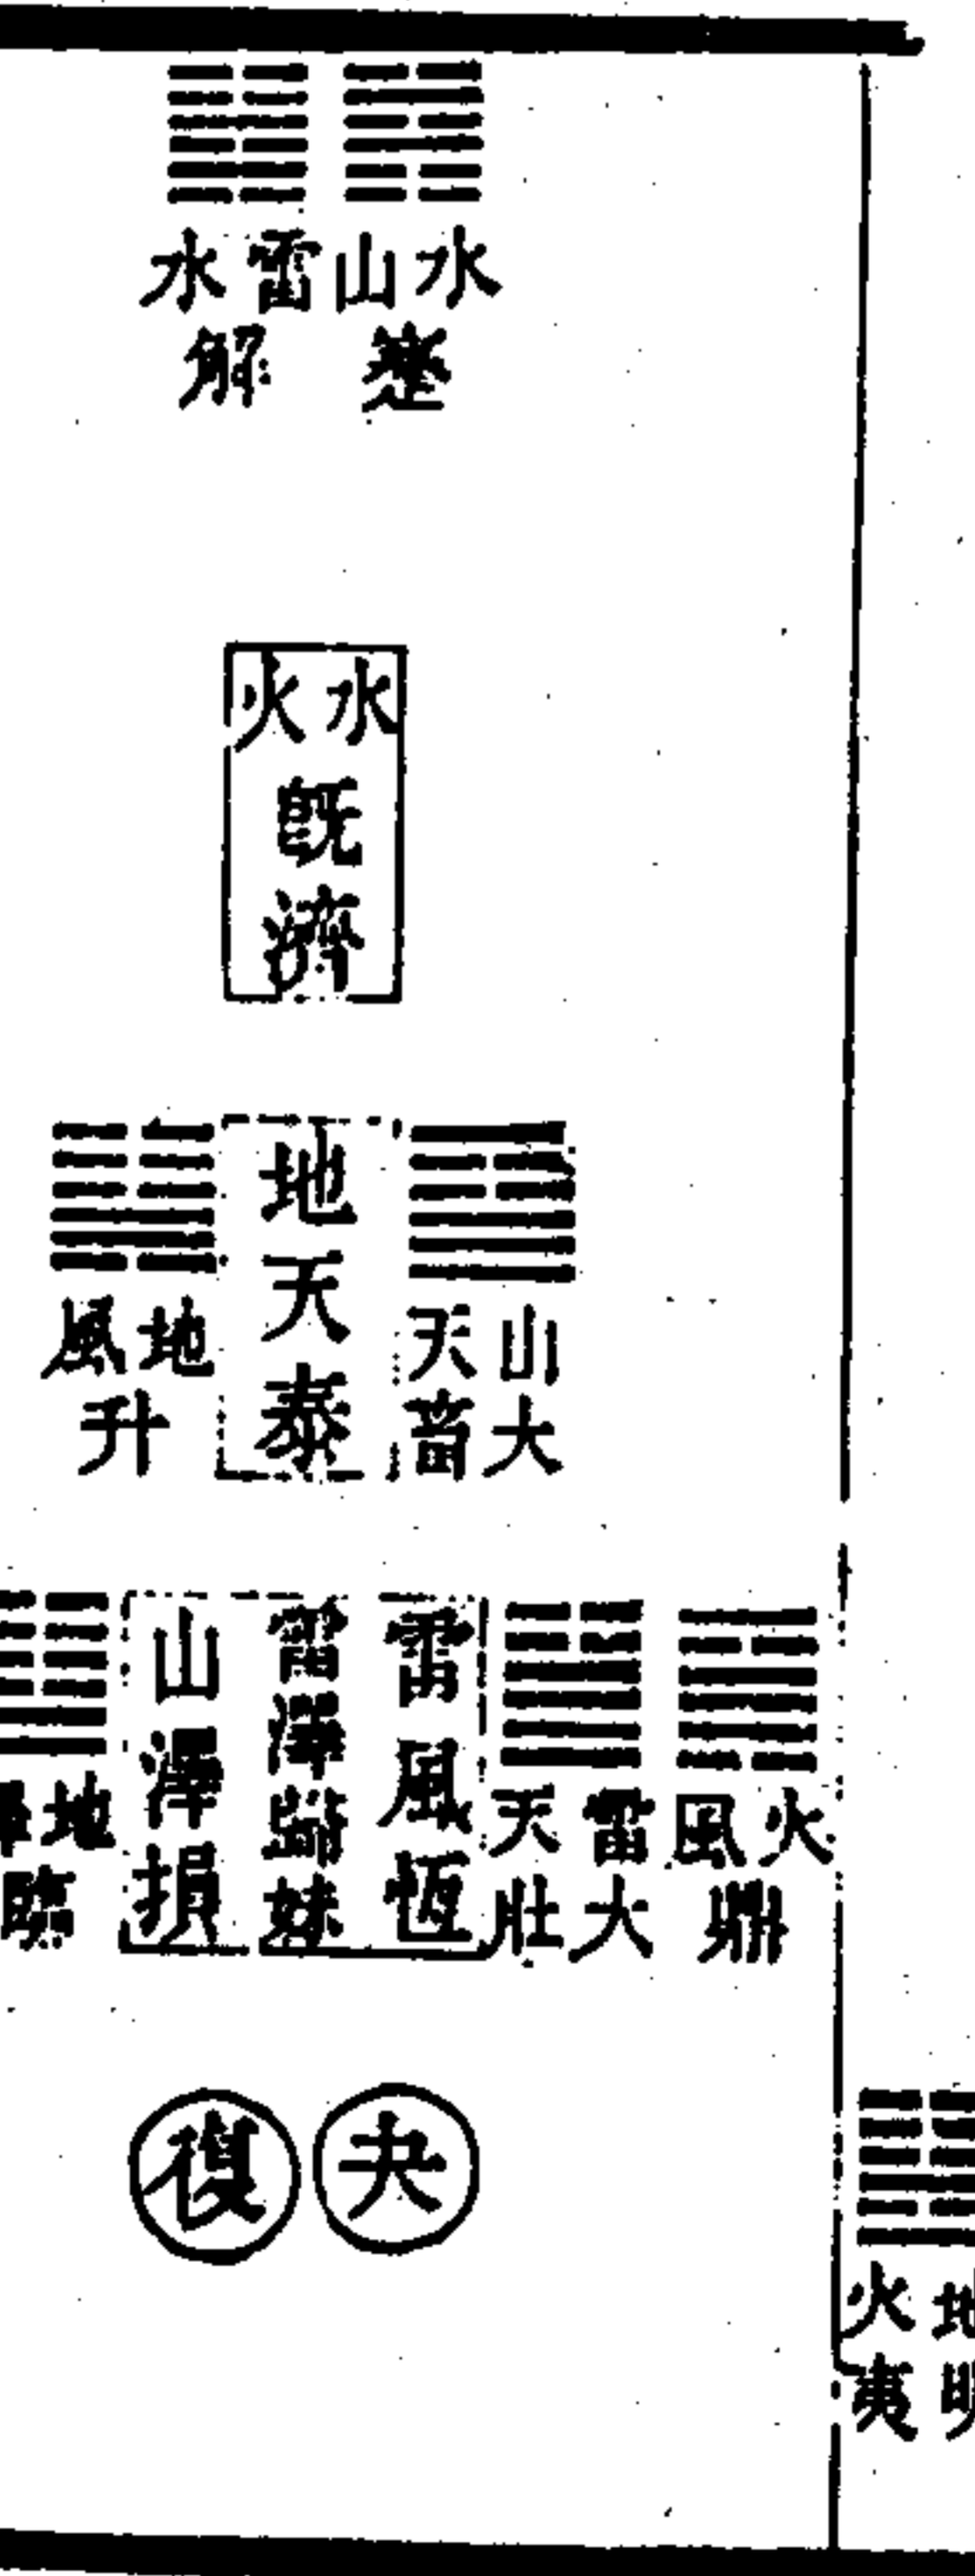 水山蹇
雷水解
水火既濟
山天大畜
地天泰
地風升
火風鼎
雷天大壯
雷風恆
雷澤歸妹
山澤損
地澤臨
夬
復
地火明夷